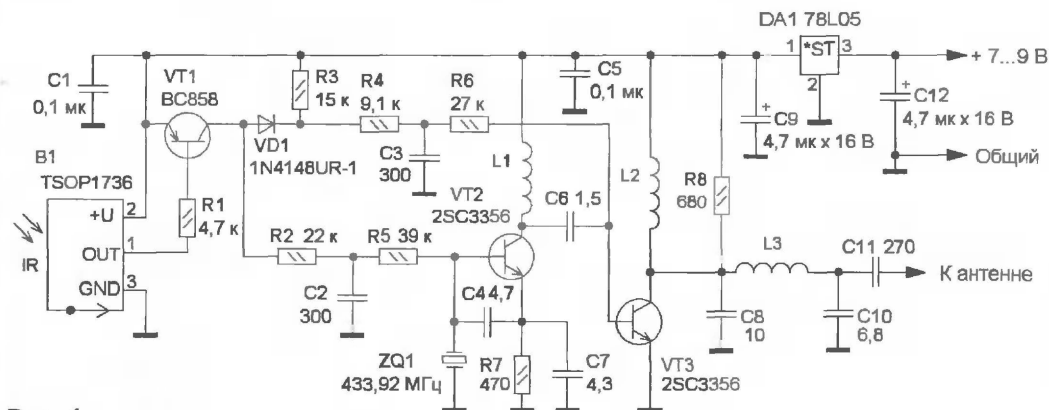 DA1 78L05
1
*ST
3
2
+ 7...9 В
C12
4,7 мк x 16 В
Общий
C9
4,7 мк x 16 В
C1
0,1 мк
VT1
BC858
R3
15 к
R4
9,1 к
R6
27 к
C5
0,1 мк
VD1
1N4148UR-1
C3
300
L1
L2
R8
680
B1
TSOP1736
+U
2
OUT
1
GND
3
IR
R1
4,7 к
VT2
2SC3356
C6 1,5
R2 22 к
R5 39 к
L3
C11 270
К антенне
C2
300
C4 4,7
C8
10
C10
6,8
ZQ1
433,92 МГц
R7
470
C7
4,3
VT3
2SC3356